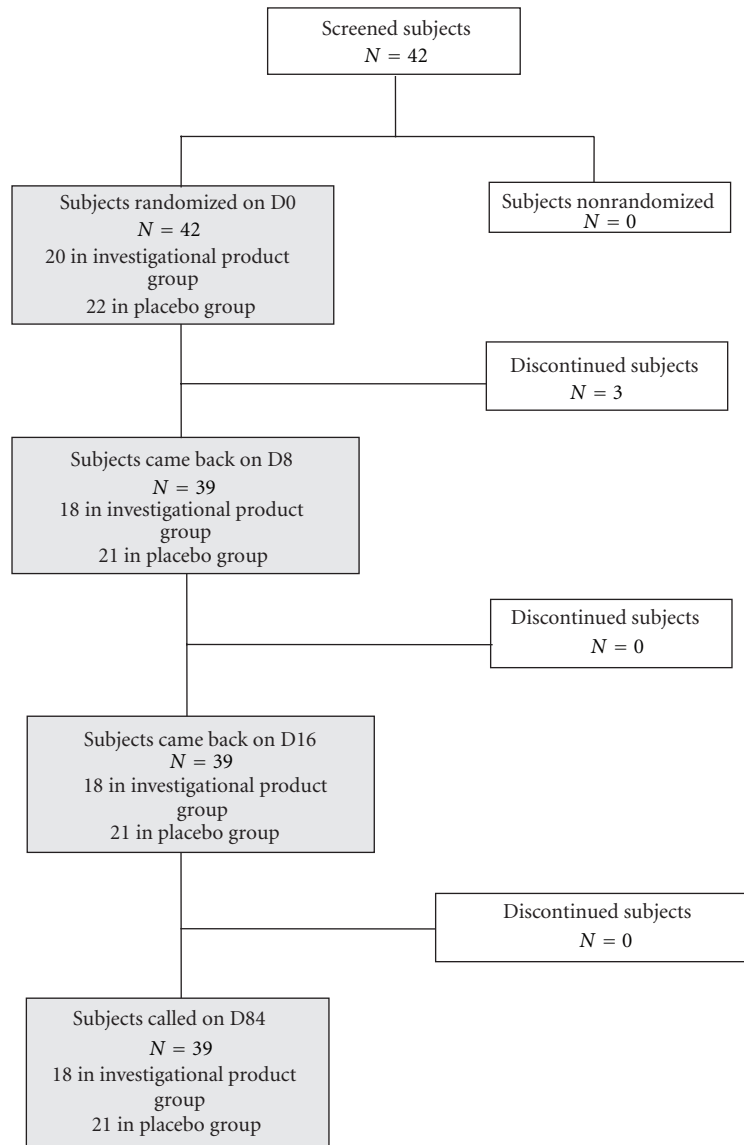 Screened subjects
N = 42
Subjects randomized on D0
N = 42
20 in investigational product
group
22 in placebo group
Subjects nonrandomized
N = 0
Discontinued subjects
N = 3
Subjects came back on D8
N = 39
18 in investigational product
group
21 in placebo group
Discontinued subjects
N = 0
Subjects came back on D16
N = 39
18 in investigational product
group
21 in placebo group
Discontinued subjects
N = 0
Subjects called on D84
N = 39
18 in investigational product
group
21 in placebo group